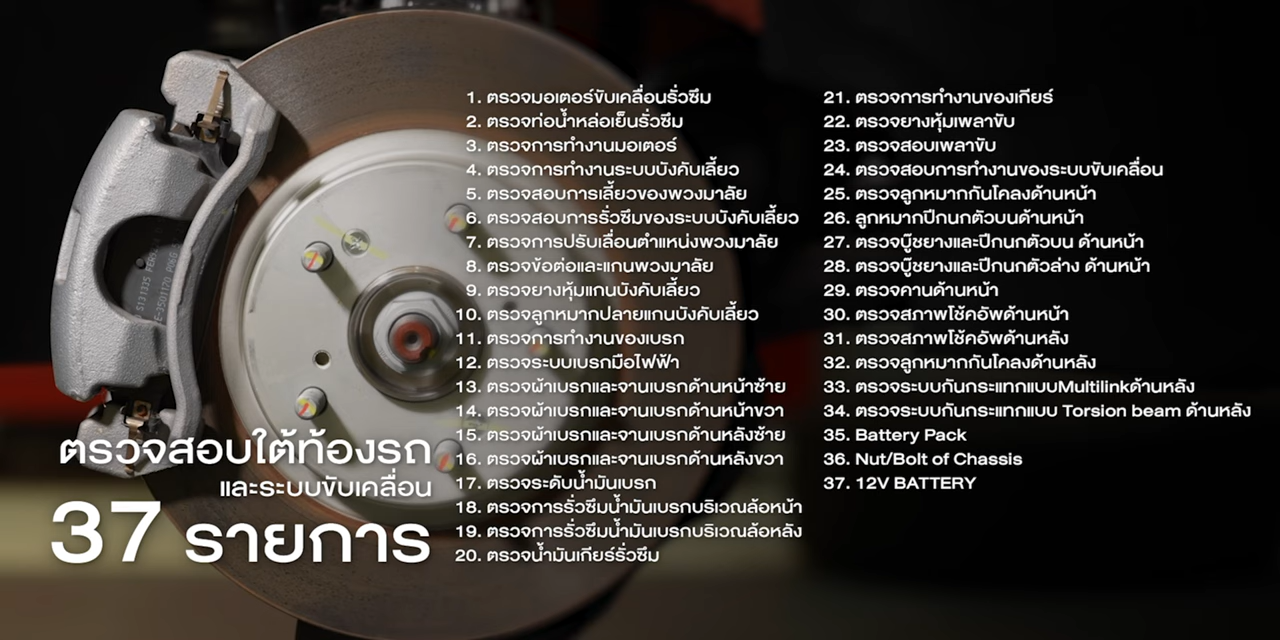 ตรวจสอบใต้ท้องรถ
และระบบขับเคลื่อน
37 รายการ
1. ตรวจมอเตอร์ขับเคลื่อนรั่วซึม
2. ตรวจท่อน้ำหล่อเย็นรั่วซึม
3. ตรวจการทำงานมอเตอร์
4. ตรวจการทำงานระบบบังคับเลี้ยว
5. ตรวจสอบการเลี้ยวของพวงมาลัย
6. ตรวจสอบการรั่วซึมของระบบบังคับเลี้ยว
7. ตรวจการปรับเลื่อนตำแหน่งพวงมาลัย
8. ตรวจข้อต่อและแกนพวงมาลัย
9. ตรวจยางหุ้มแกนบังคับเลี้ยว
10. ตรวจลูกหมากปลายแกนบังคับเลี้ยว
11. ตรวจการทำงานของเบรก
12. ตรวจระบบเบรกมือไฟฟ้า
13. ตรวจผ้าเบรกและจานเบรกด้านหน้าซ้าย
14. ตรวจผ้าเบรกและจานเบรกด้านหน้าขวา
15. ตรวจผ้าเบรกและจานเบรกด้านหลังซ้าย
16. ตรวจผ้าเบรกและจานเบรกด้านหลังขวา
17. ตรวจระดับน้ำมันเบรก
18. ตรวจการรั่วซึมน้ำมันเบรกบริเวณล้อหน้า
19. ตรวจการรั่วซึมน้ำมันเบรกบริเวณล้อหลัง
20. ตรวจน้ำมันเกียร์รั่วซึม
21. ตรวจการทำงานของเกียร์
22. ตรวจยางหุ้มเพลาขับ
23. ตรวจสอบเพลาขับ
24. ตรวจสอบการทำงานของระบบขับเคลื่อน
25. ตรวจลูกหมากกันโคลงด้านหน้า
26. ลูกหมากปีกนกตัวบนด้านหน้า
27. ตรวจบู๊ชยางและปีกนกตัวบน ด้านหน้า
28. ตรวจบู๊ชยางและปีกนกตัวล่าง ด้านหน้า
29. ตรวจคานด้านหน้า
30. ตรวจสภาพโช้คอัพด้านหน้า
31. ตรวจสภาพโช้คอัพด้านหลัง
32. ตรวจลูกหมากกันโคลงด้านหลัง
33. ตรวจระบบกันกระแทกแบบMultilinkด้านหลัง
34. ตรวจระบบกันกระแทกแบบ Torsion beam ด้านหลัง
35. Battery Pack
36. Nut/Bolt of Chassis
37. 12V BATTERY